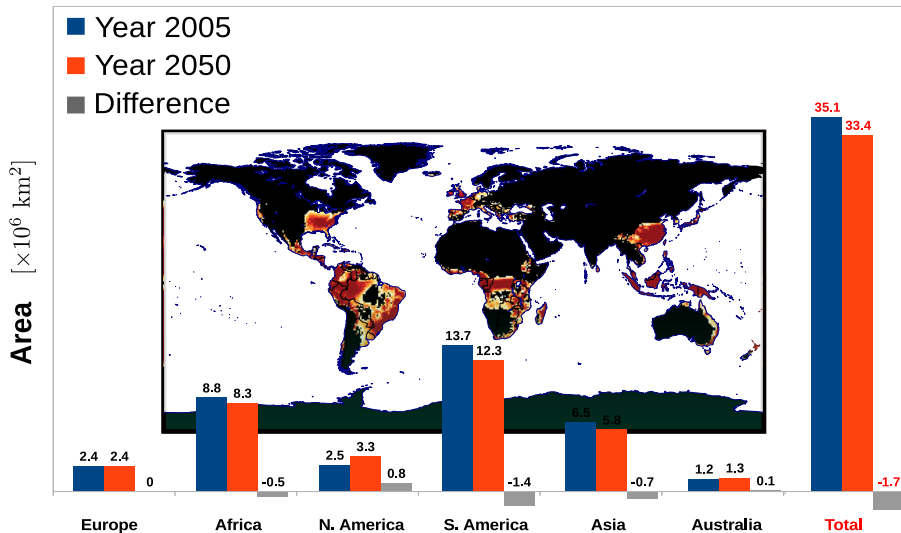 Year 2005
Year 2050
Difference
Area [×10⁶ km²]
2.4 2.4 0
8.8 8.3 -0.5
2.5 3.3 0.8
13.7 12.3 -1.4
6.5 5.8 -0.7
1.2 1.3 0.1
35.1 33.4 -1.7
Europe Africa N. America S. America Asia Australia Total